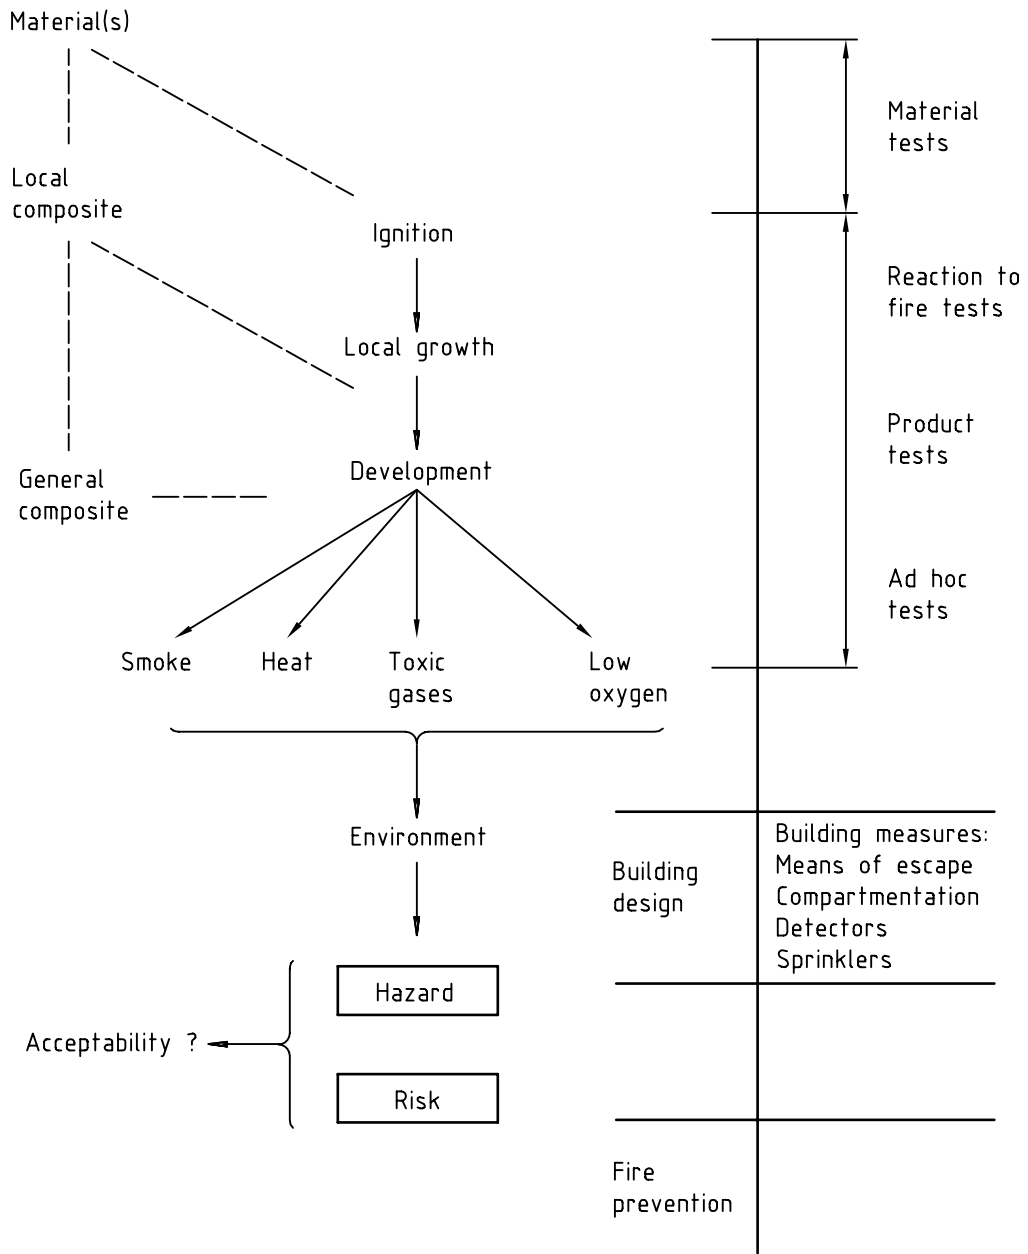 Material(s)
Local
composite
General
composite
Ignition
Local growth
Development
Smoke
Heat
Toxic
gases
Low
oxygen
Environment
Hazard
Risk
Acceptability ?
Material
tests
Reaction to
fire tests
Product
tests
Ad hoc
tests
Building
design
Building measures:
Means of escape
Compartmentation
Detectors
Sprinklers
Fire
prevention